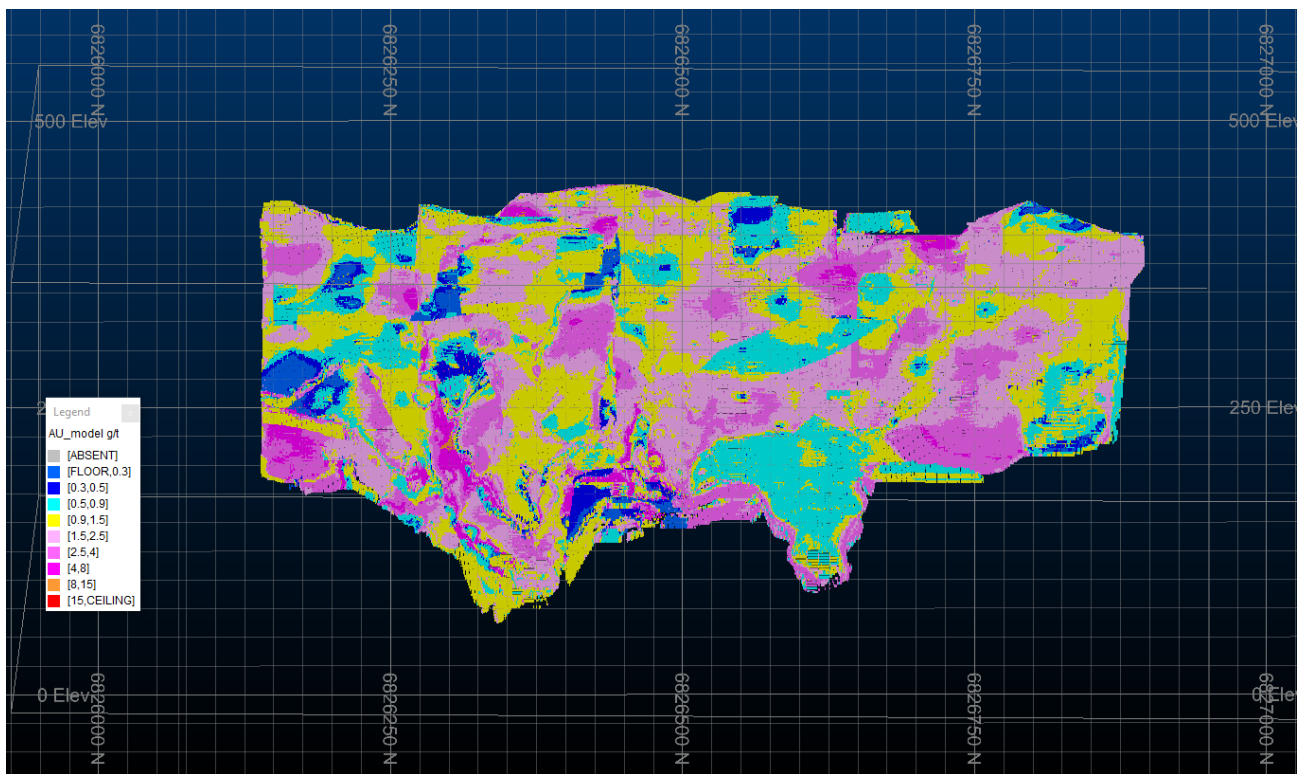 6826000 N
6826250 N
6826500 N
6826750 N
6827000 N
500 Elev
500 Elev
250 Elev
0 Elev
0 Elev
6826000 N
6826250 N
6826500 N
6826750 N
6827000 N
Legend
x
AU_model g/t
[ABSENT]
[FLOOR,0.3]
[0.3,0.5]
[0.5,0.9]
[0.9,1.5]
[1.5,2.5]
[2.5,4]
[4,8]
[8,15]
[15,CEILING]